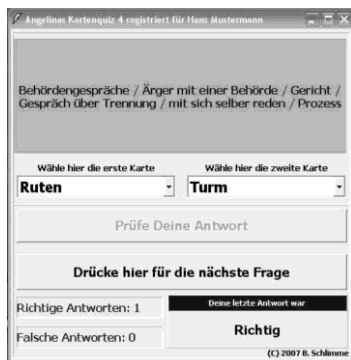 Angelinas Kartenquiz 4 registriert für Hans Mustermann
Behördengespräche / Ärger mit einer Behörde / Gericht /
Gespräch über Trennung / mit sich selber reden / Prozess
Wähle hier die erste Karte
Wähle hier die zweite Karte
Ruten
Turm
Prüfe Deine Antwort
Drücke hier für die nächste Frage
Richtige Antworten: 1
Deine letzte Antwort war
Richtig
Falsche Antworten: 0
(C) 2007 B. Schlimme